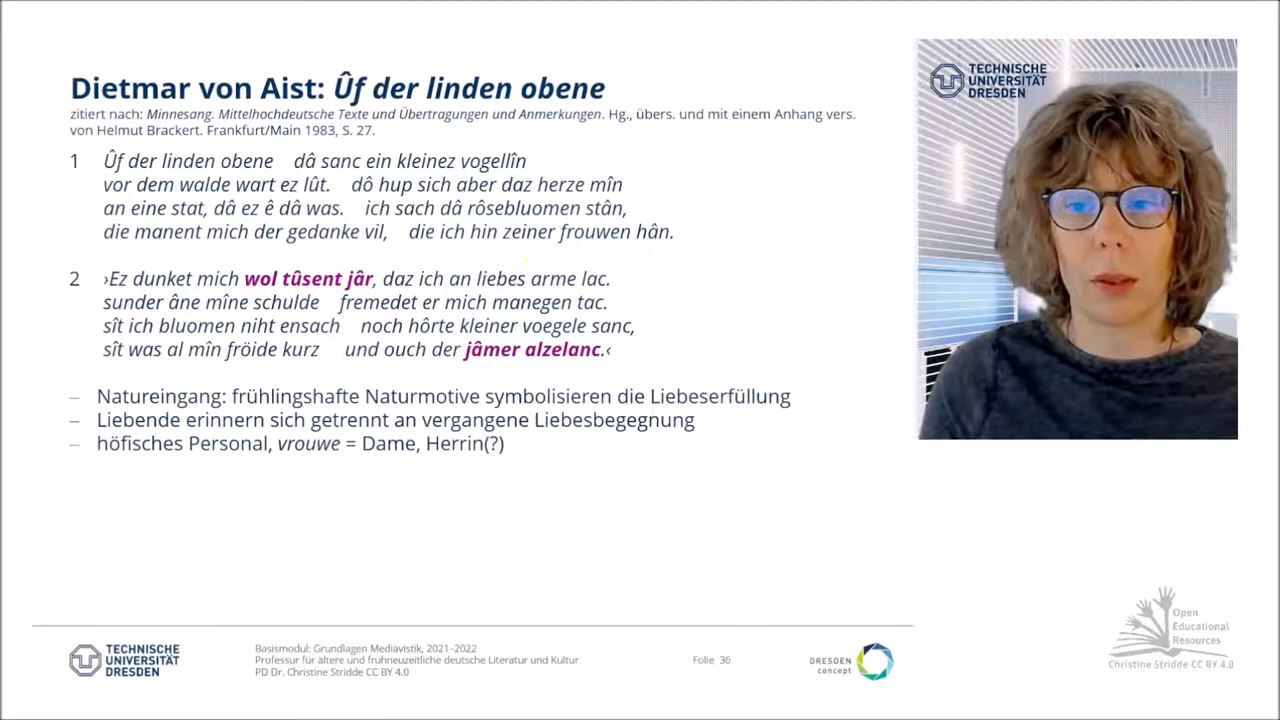 Dietmar von Aist: Ûf der linden obene
zitiert nach: Minnesang. Mittelhochdeutsche Texte und Übertragungen und Anmerkungen. Hg., übers. und mit einem Anhang vers.
von Helmut Brackert. Frankfurt/Main 1983, S. 27.
1 Ûf der linden obene dâ sanc ein kleinez vogellîn
vor dem walde wart ez lût. dô hup sich aber daz herze mîn
an eine stat, dâ ez ê dâ was. ich sach dâ rôsebluomen stân,
die manent mich der gedanke vil, die ich hin zeiner frouwen hân.
2 ›Ez dunket mich wol tûsent jâr, daz ich an liebes arme lac.
sunder âne mîne schulde fremedet er mich manegen tac.
sît ich bluomen niht ensach noch hôrte kleiner voegele sanc,
sît was al mîn fröide kurz und ouch der jâmer alzelanc.‹
– Natureingang: frühlingshafte Naturmotive symbolisieren die Liebeserfüllung
– Liebende erinnern sich getrennt an vergangene Liebesbegegnung
– höfisches Personal, vrouwe = Dame, Herrin(?)
TECHNISCHE
UNIVERSITÄT
DRESDEN
TECHNISCHE
UNIVERSITÄT
DRESDEN
Basismodul: Grundlagen Mediävistik, 2021–2022
Professur für ältere und frühneuzeitliche deutsche Literatur und Kultur
PD Dr. Christine Stridde CC BY 4.0
Folie 36
DRESDEN
concept
Open
Educational
Resources
Christine Stridde CC BY 4.0